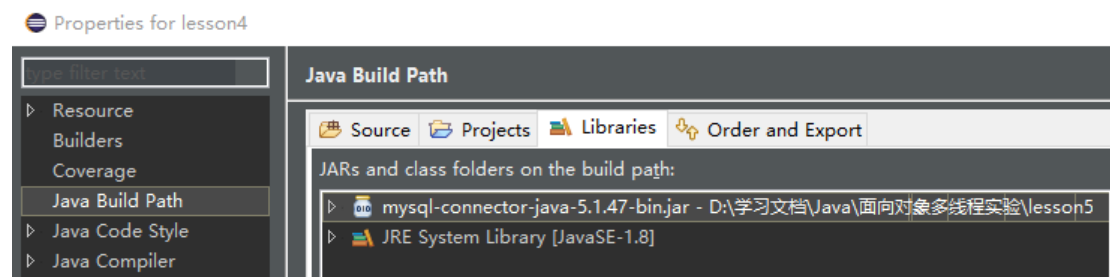 Properties for lesson4
type filter text
Resource
Builders
Coverage
Java Build Path
Java Code Style
Java Compiler
Java Build Path
Source Projects Libraries Order and Export
JARs and class folders on the build path:
mysql-connector-java-5.1.47-bin.jar - D:\学习文档\Java\面向对象多线程实验\lesson5
JRE System Library [JavaSE-1.8]